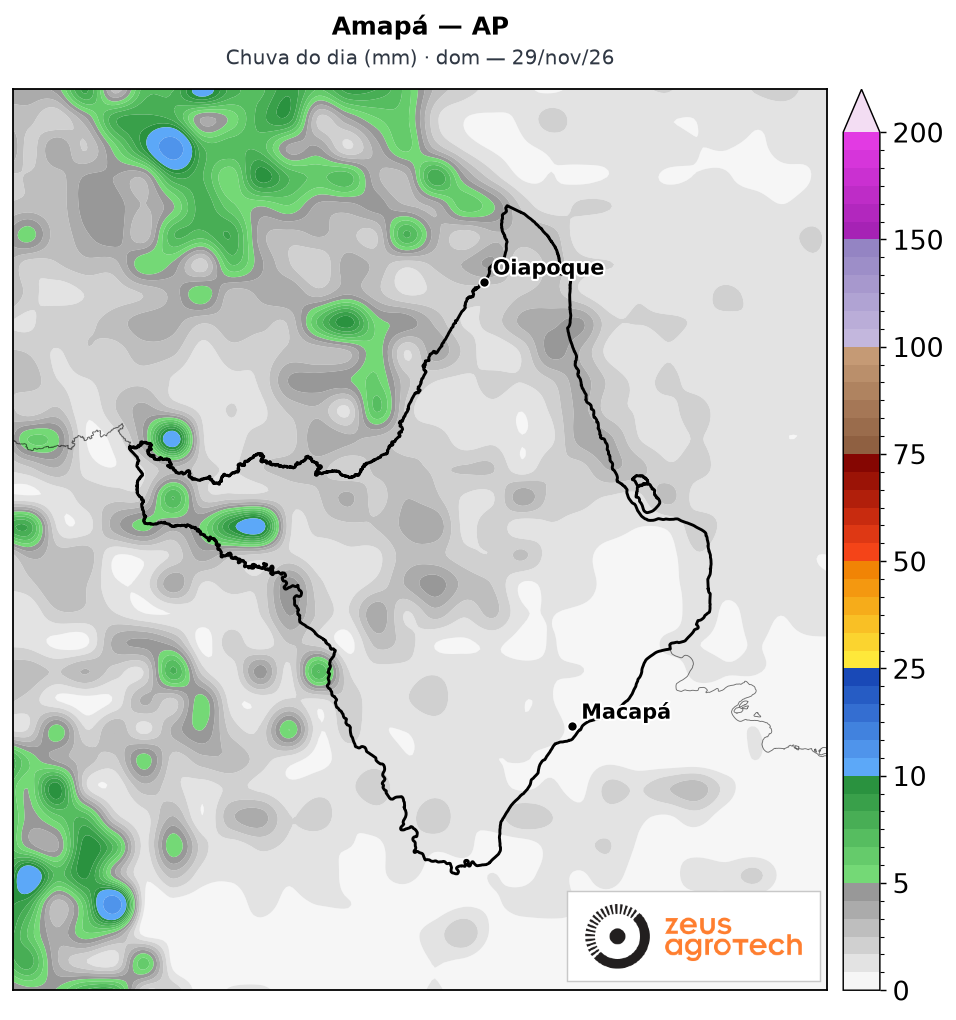 Amapá — AP
Chuva do dia (mm) · dom — 29/nov/26
Oiapoque
Macapá
200
150
100
75
50
25
10
5
0
zeus
agrotech